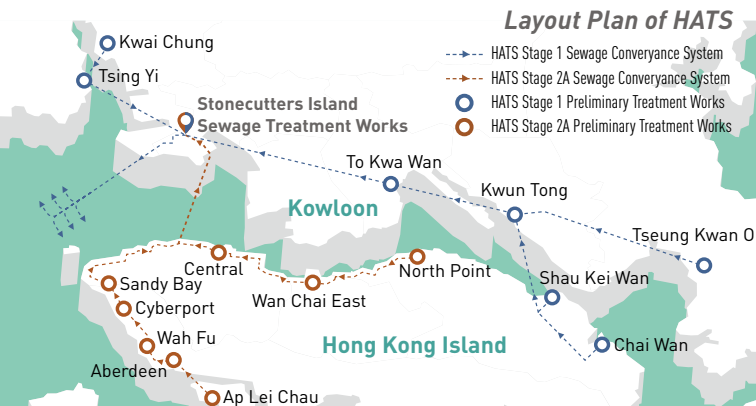 Layout Plan of HATS
HATS Stage 1 Sewage Converyance System
HATS Stage 2A Sewage Converyance System
HATS Stage 1 Preliminary Treatment Works
HATS Stage 2A Preliminary Treatment Works
Kwai Chung
Tsing Yi
Stonecutters Island
Sewage Treatment Works
To Kwa Wan
Kwun Tong
Kowloon
Tseung Kwan O
Central
North Point
Sandy Bay
Shau Kei Wan
Wan Chai East
Cyberport
Wah Fu
Hong Kong Island
Chai Wan
Aberdeen
Ap Lei Chau